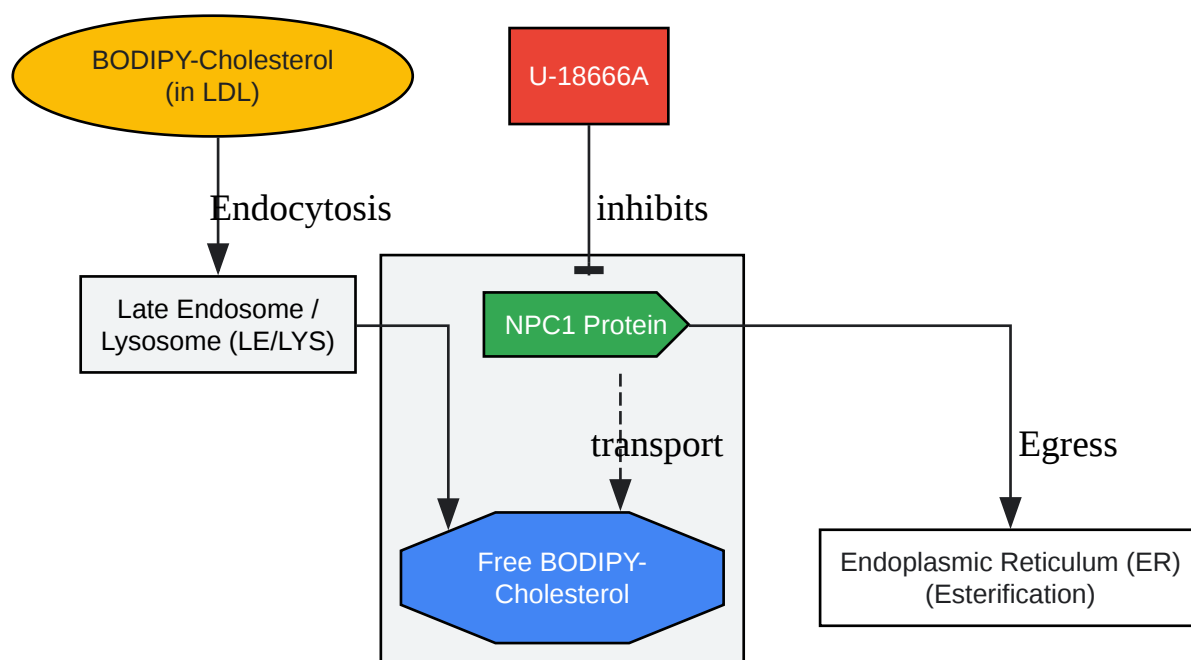 BODIPY-Cholesterol
(in LDL)
U-18666A
Endocytosis
inhibits
Late Endosome /
Lysosome (LE/LYS)
NPC1 Protein
transport
Egress
Free BODIPY-
Cholesterol
Endoplasmic Reticulum (ER)
(Esterification)